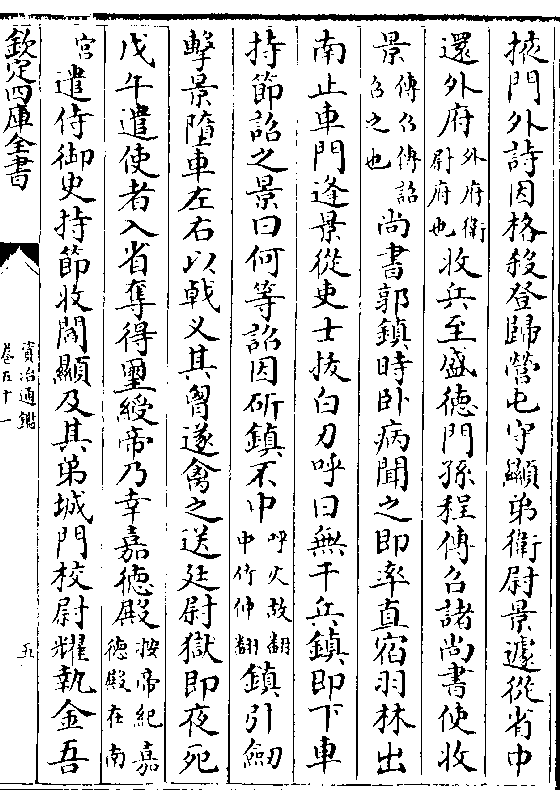 掖門外詩因格殺登歸營屯守顯弟衛尉景遽從省中
還外府外府衛尉府也收兵至盛德門孫程傳召諸尚書使收
景傳召傳詔召之也尚書郭鎮時卧病聞之即率直宿羽林出
南止車門逢景從吏士拔白刃呼曰無干兵鎮即下車
持節詔之景曰何等詔因斫鎮不中呼火故翻中竹仲翻鎮引劒
擊景墮車左右以戟义其胷遂禽之送廷尉獄即夜死
戊午遣使者入省奪得璽綬帝乃幸嘉德殿按帝紀嘉德殿在南
宫遣侍御史持節收閻顯及其弟城門校尉耀執金吾
欽定四庫全書
資治通鑑
卷五十一
五